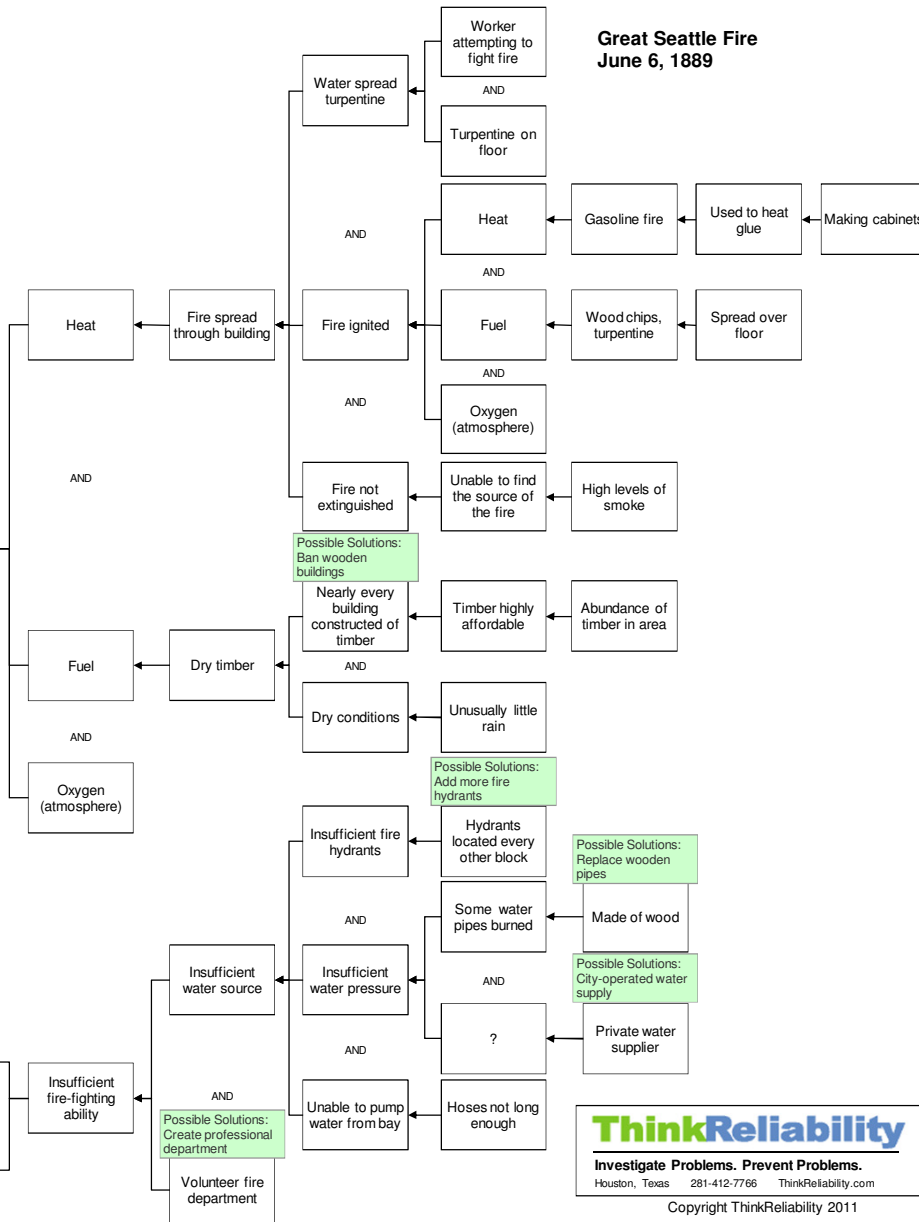 Great Seattle Fire
June 6, 1889
Worker
attempting to
fight fire
AND
Water spread
turpentine
Turpentine on
floor
AND
Heat
Gasoline fire
Used to heat
glue
Making cabinets
AND
Heat
Fire spread
through building
Fire ignited
Fuel
Wood chips,
turpentine
Spread over
floor
AND
AND
Oxygen
(atmosphere)
AND
Fire not
extinguished
Unable to find
the source of
the fire
High levels of
smoke
Possible Solutions:
Ban wooden
buildings
Nearly every
building
constructed of
timber
Timber highly
affordable
Abundance of
timber in area
Fuel
Dry timber
AND
Dry conditions
Unusually little
rain
AND
Oxygen
(atmosphere)
Possible Solutions:
Add more fire
hydrants
Insufficient fire
hydrants
Hydrants
located every
other block
Possible Solutions:
Replace wooden
pipes
AND
Some water
pipes burned
Made of wood
Insufficient
water source
Insufficient
water pressure
AND
Possible Solutions:
City-operated water
supply
?
Private water
supplier
AND
Insufficient
fire-fighting
ability
AND
Unable to pump
water from bay
Hoses not long
enough
Possible Solutions:
Create professional
department
Volunteer fire
department
ThinkReliability
Investigate Problems. Prevent Problems.
Houston, Texas 281-412-7766 ThinkReliability.com
Copyright ThinkReliability 2011